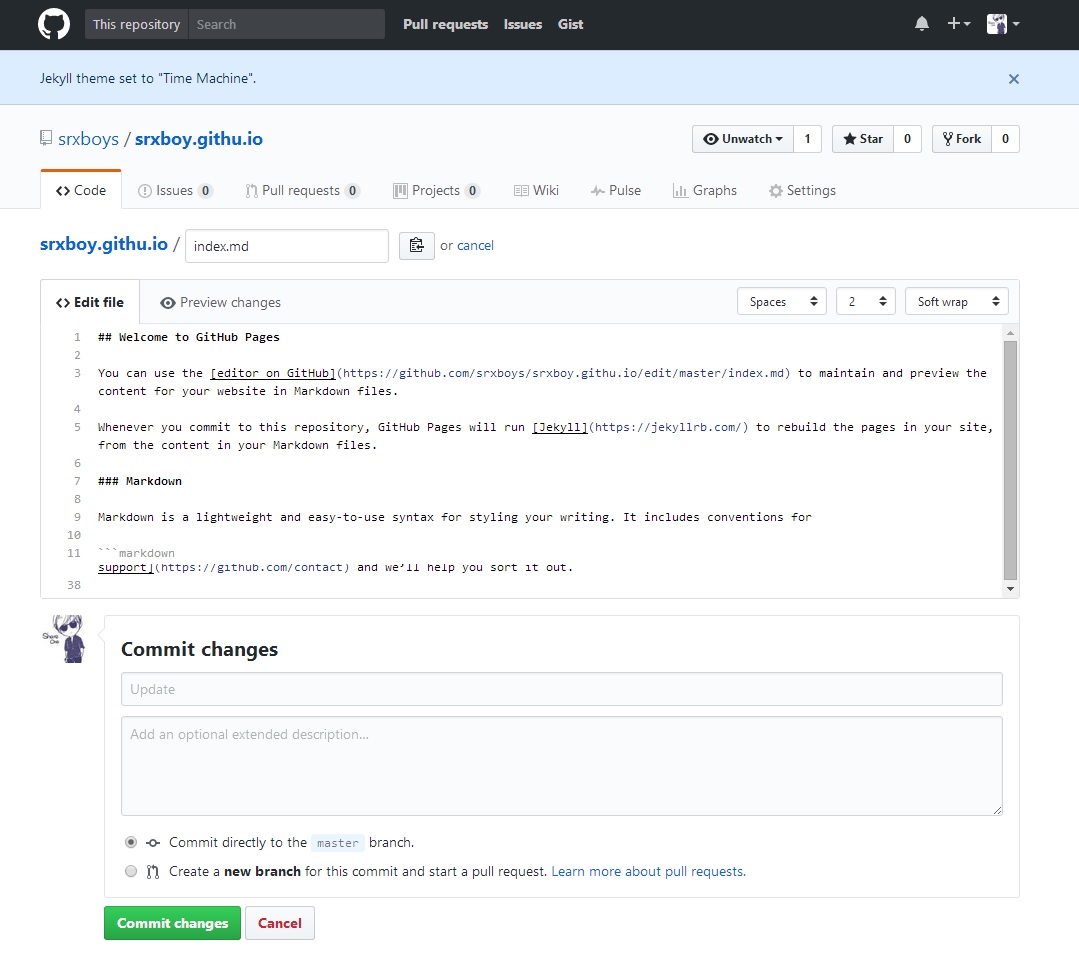 This repository Search Pull requests Issues Gist
Jekyll theme set to "Time Machine".
srxboys / srxboy.githu.io Unwatch 1 Star 0 Fork 0
Code Issues 0 Pull requests 0 Projects 0 Wiki Pulse Graphs Settings
srxboy.githu.io / index.md or cancel
Edit file Preview changes Spaces 2 Soft wrap
1 ## Welcome to GitHub Pages
2
3 You can use the [editor on GitHub](https://github.com/srxboys/srxboy.githu.io/edit/master/index.md) to maintain and preview the
content for your website in Markdown files.
4
5 Whenever you commit to this repository, GitHub Pages will run [Jekyll](https://jekyllrb.com/) to rebuild the pages in your site,
from the content in your Markdown files.
6
7 ### Markdown
8
9 Markdown is a lightweight and easy-to-use syntax for styling your writing. It includes conventions for
10
11 ```markdown
support](https://github.com/contact) and we’ll help you sort it out.
38
Commit changes
Update
Add an optional extended description...
Commit directly to the master branch.
Create a new branch for this commit and start a pull request. Learn more about pull requests.
Commit changes Cancel